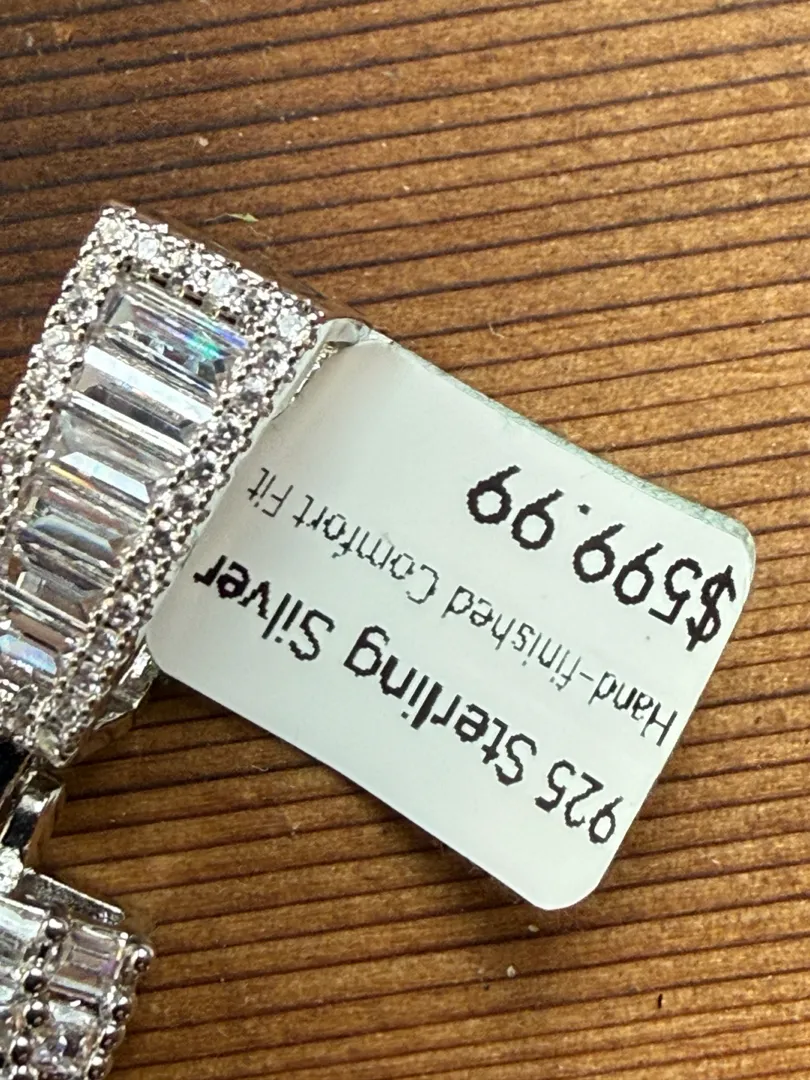 925 Sterling Silver
Hand-finished Comfort Fit
$599.99